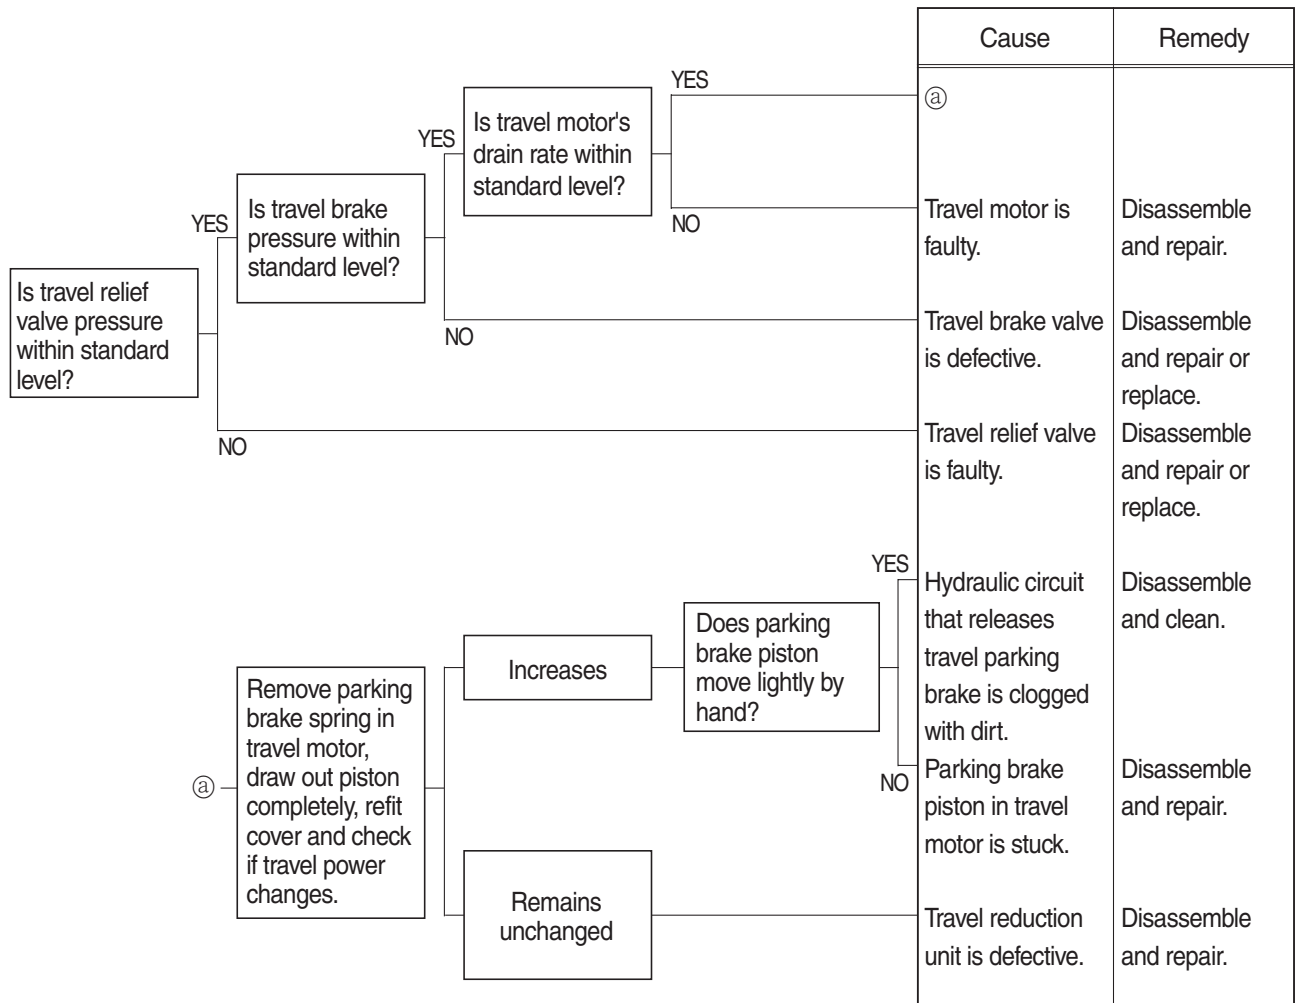 Cause
Remedy
YES
ⓐ
Is travel motor's
drain rate within
standard level?
YES
NO
Travel motor is
faulty.
Disassemble
and repair.
Is travel brake
pressure within
standard level?
YES
NO
Travel brake valve
is defective.
Disassemble
and repair or
replace.
Is travel relief
valve pressure
within standard
level?
NO
Travel relief valve
is faulty.
Disassemble
and repair or
replace.
ⓐ
Remove parking
brake spring in
travel motor,
draw out piston
completely, refit
cover and check
if travel power
changes.
Increases
Does parking
brake piston
move lightly by
hand?
YES
Hydraulic circuit
that releases
travel parking
brake is clogged
with dirt.
Disassemble
and clean.
NO
Parking brake
piston in travel
motor is stuck.
Disassemble
and repair.
Remains
unchanged
Travel reduction
unit is defective.
Disassemble
and repair.